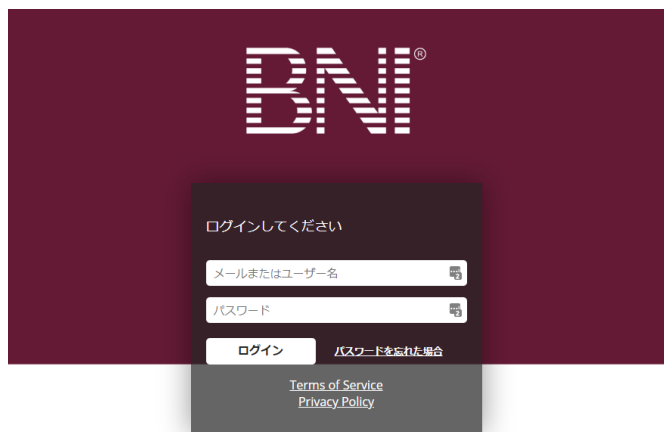 BNI®
ログインしてください
メールまたはユーザー名
パスワード
ログイン
パスワードを忘れた場合
Terms of Service
Privacy Policy